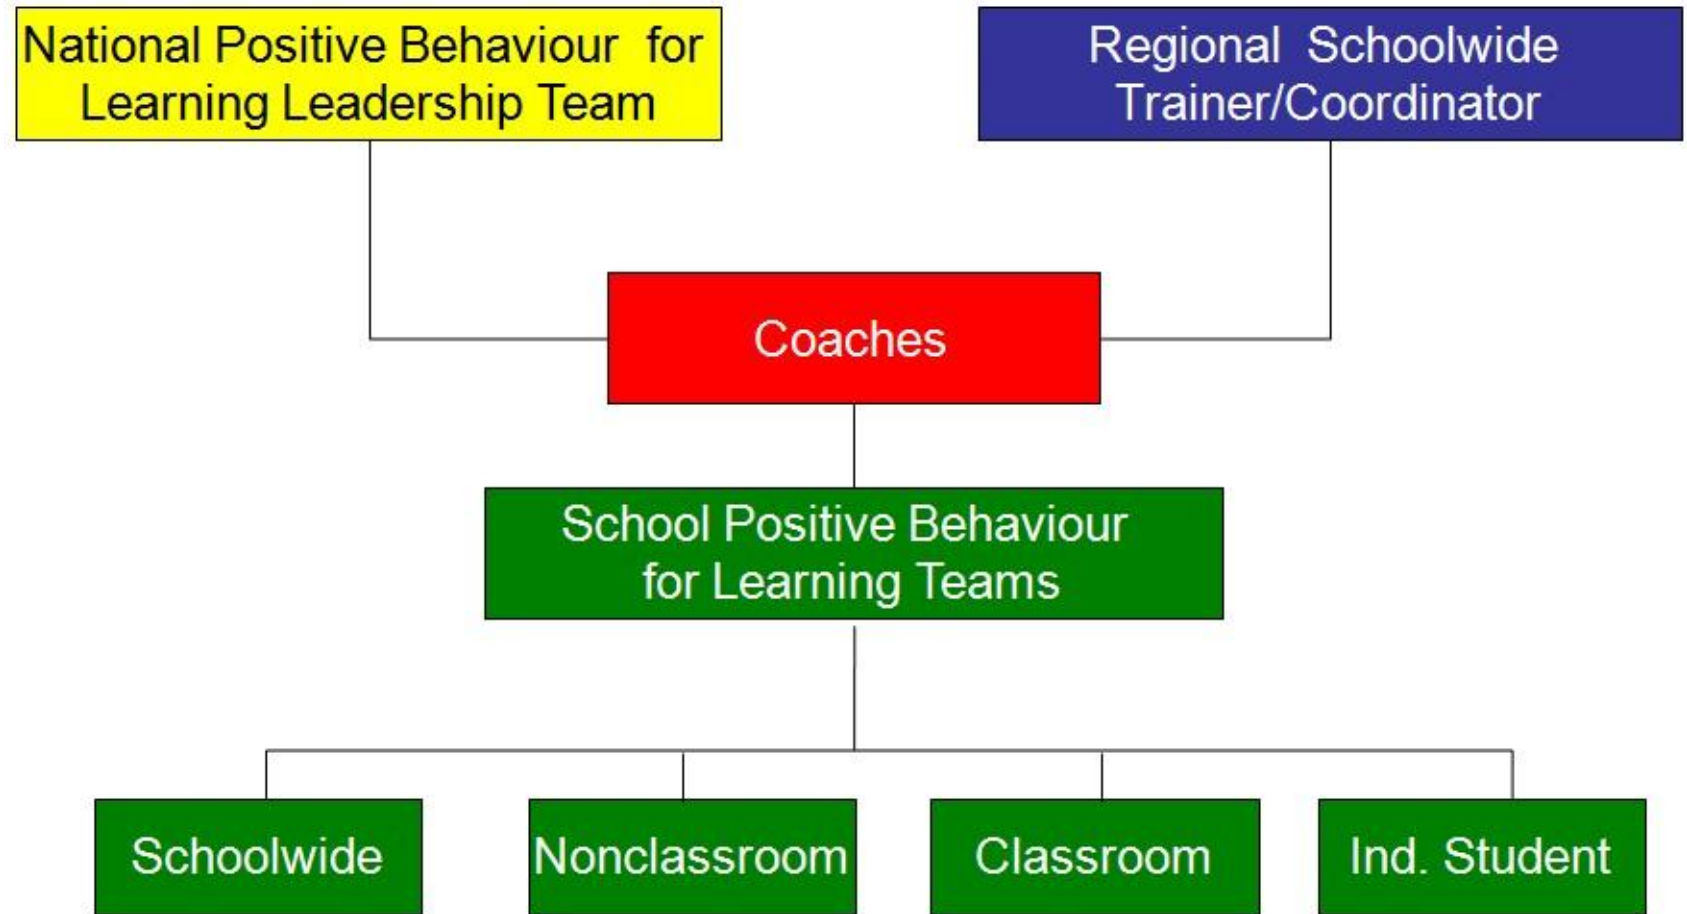 National Positive Behaviour for
Learning Leadership Team
Regional Schoolwide
Trainer/Coordinator
Coaches
School Positive Behaviour
for Learning Teams
Schoolwide
Nonclassroom
Classroom
Ind. Student